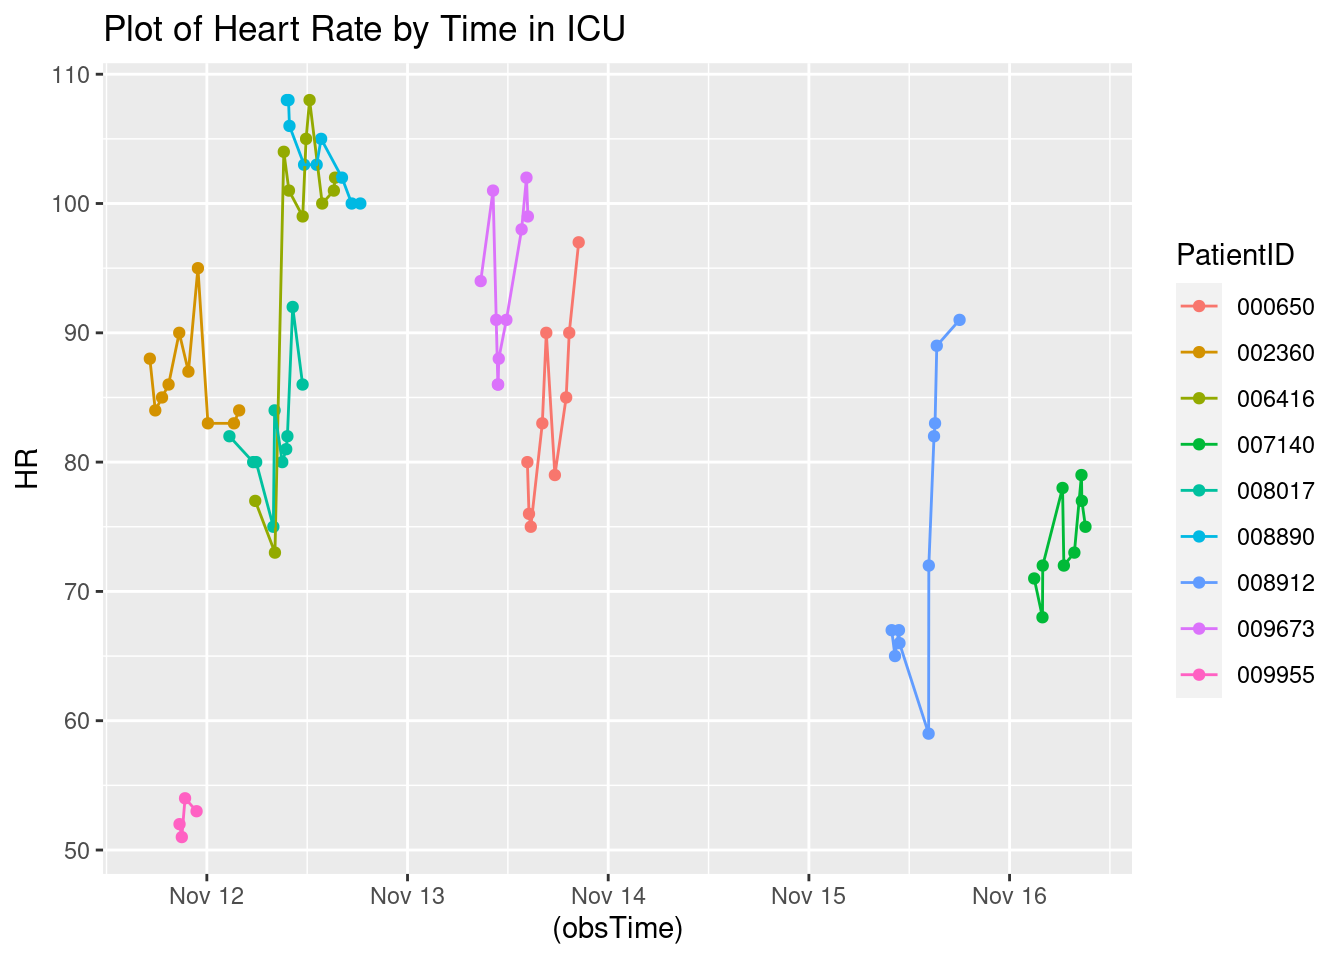 Plot of Heart Rate by Time in ICU
110
100
90
80
70
60
50
HR
Nov 12
Nov 13
Nov 14
Nov 15
Nov 16
(obsTime)
PatientID
000650
002360
006416
007140
008017
008890
008912
009673
009955